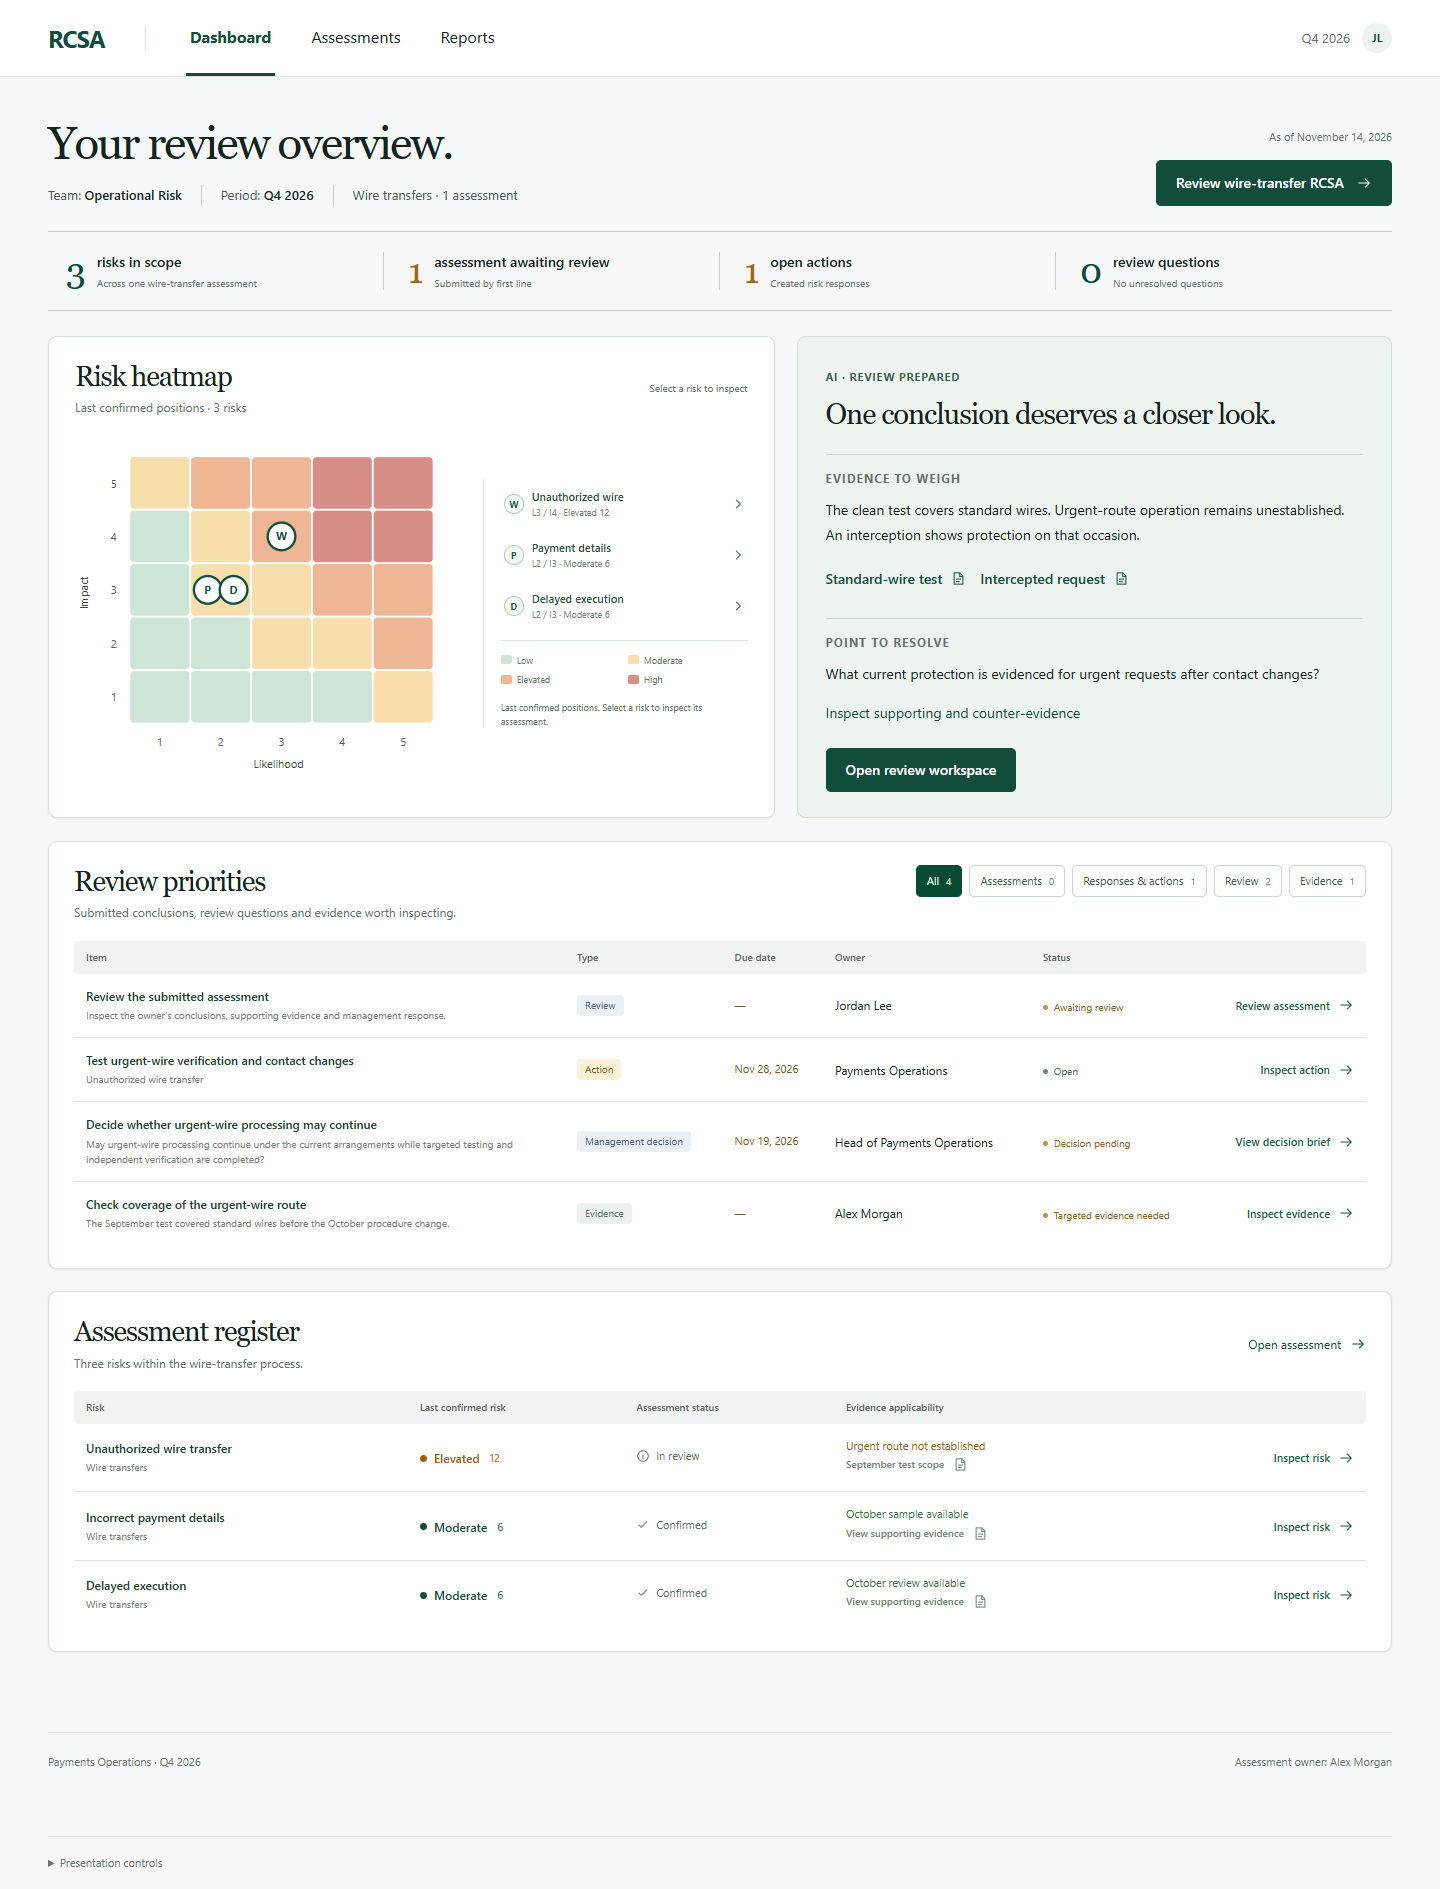 RCSA
Dashboard
Assessments
Reports
Q4 2026
JL
Your review overview.
As of November 14, 2026
Team: Operational Risk
Period: Q4 2026
Wire transfers · 1 assessment
Review wire-transfer RCSA
3
risks in scope
Across one wire-transfer assessment
1
assessment awaiting review
Submitted by first line
1
open actions
Created risk responses
0
review questions
No unresolved questions
Risk heatmap
Last confirmed positions · 3 risks
Select a risk to inspect
Impact
5
4
3
2
1
W
P
D
1
2
3
4
5
Likelihood
W
Unauthorized wire
L3 / I4 · Elevated 12
P
Payment details
L2 / I3 · Moderate 6
D
Delayed execution
L2 / I3 · Moderate 6
Low
Moderate
Elevated
High
Last confirmed positions. Select a risk to inspect its
assessment.
AI · REVIEW PREPARED
One conclusion deserves a closer look.
EVIDENCE TO WEIGH
The clean test covers standard wires. Urgent-route operation remains unestablished.
An interception shows protection on that occasion.
Standard-wire test
Intercepted request
POINT TO RESOLVE
What current protection is evidenced for urgent requests after contact changes?
Inspect supporting and counter-evidence
Open review workspace
Review priorities
Submitted conclusions, review questions and evidence worth inspecting.
All 4
Assessments 0
Responses & actions 1
Review 2
Evidence 1
Item
Type
Due date
Owner
Status
Review the submitted assessment
Inspect the owner's conclusions, supporting evidence and management response.
Review
—
Jordan Lee
Awaiting review
Review assessment
Test urgent-wire verification and contact changes
Unauthorized wire transfer
Action
Nov 28, 2026
Payments Operations
Open
Inspect action
Decide whether urgent-wire processing may continue
May urgent-wire processing continue under the current arrangements while targeted testing and
independent verification are completed?
Management decision
Nov 19, 2026
Head of Payments Operations
Decision pending
View decision brief
Check coverage of the urgent-wire route
The September test covered standard wires before the October procedure change.
Evidence
—
Alex Morgan
Targeted evidence needed
Inspect evidence
Assessment register
Three risks within the wire-transfer process.
Open assessment
Risk
Last confirmed risk
Assessment status
Evidence applicability
Unauthorized wire transfer
Wire transfers
Elevated 12
In review
Urgent route not established
September test scope
Inspect risk
Incorrect payment details
Wire transfers
Moderate 6
Confirmed
October sample available
View supporting evidence
Inspect risk
Delayed execution
Wire transfers
Moderate 6
Confirmed
October review available
View supporting evidence
Inspect risk
Payments Operations · Q4 2026
Assessment owner: Alex Morgan
Presentation controls